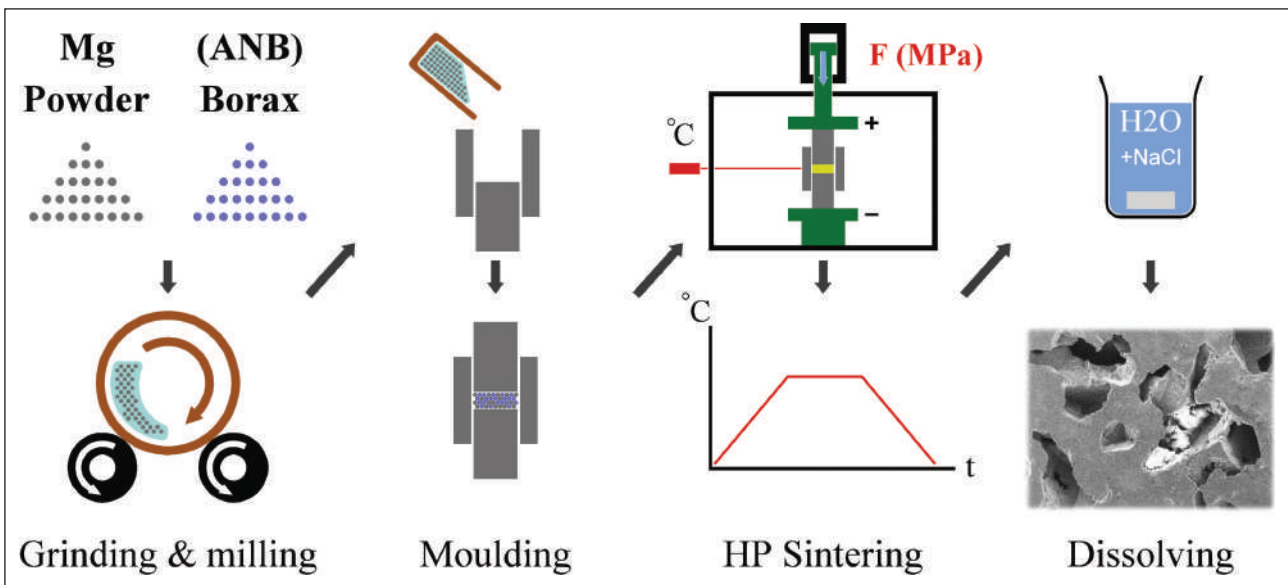 Mg
Powder
(ANB)
Borax
Grinding & milling
Moulding
F (MPa)
°C
+
−
°C
t
HP Sintering
H2O
+NaCl
Dissolving